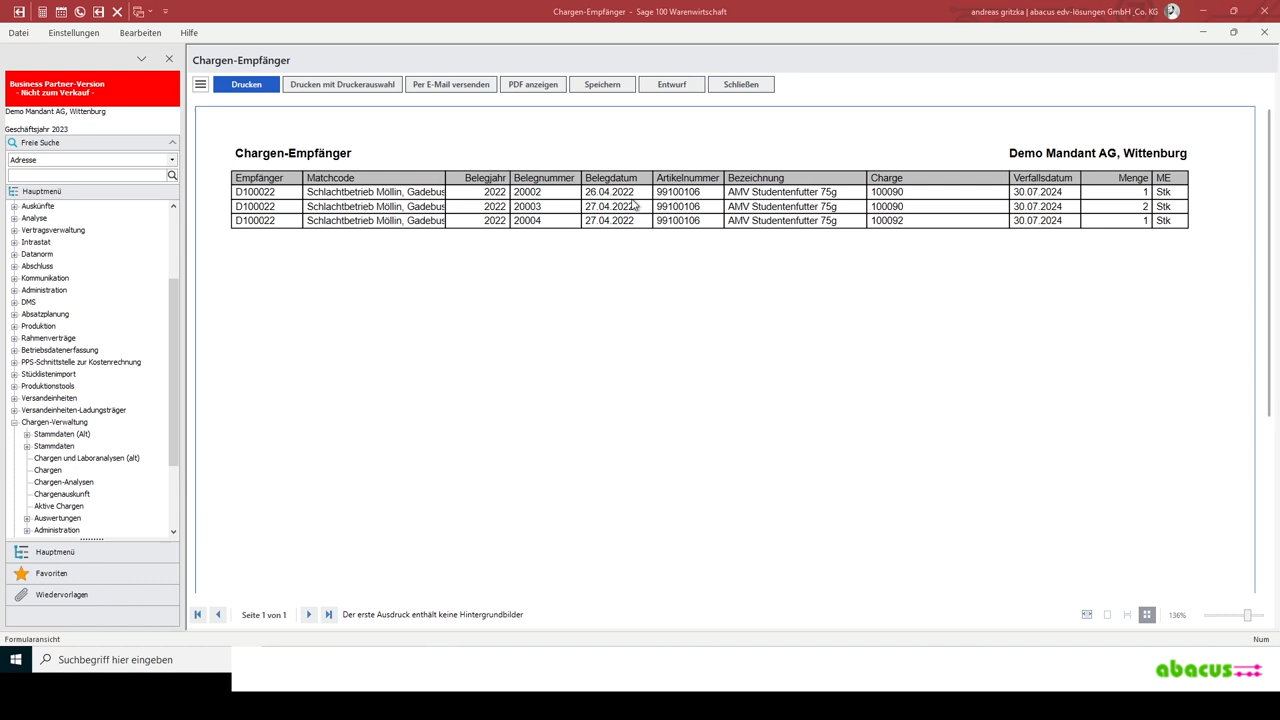 Chargen-Empfänger - Sage 100 Warenwirtschaft
andreas gritzka | abacus edv-lösungen GmbH_Co. KG
Datei Einstellungen Bearbeiten Hilfe
Business Partner-Version
- Nicht zum Verkauf -
Demo Mandant AG, Wittenburg
Geschäftsjahr 2023
Freie Suche
Adresse
Hauptmenü
Auskünfte
Analyse
Vertragsverwaltung
Intrastat
Datanorm
Abschluss
Kommunikation
Administration
DMS
Absatzplanung
Produktion
Rahmenverträge
Betriebsdatenerfassung
PPS-Schnittstelle zur Kostenrechnung
Stücklistenimport
Produktionstools
Versandeinheiten
Versandeinheiten-Ladungsträger
Chargen-Verwaltung
Stammdaten (Alt)
Stammdaten
Chargen und Laboranalysen (alt)
Chargen
Chargen-Analysen
Chargenauskunft
Aktive Chargen
Auswertungen
Administration
Hauptmenü
Favoriten
Wiedervorlagen
Chargen-Empfänger
Drucken Drucken mit Druckerauswahl Per E-Mail versenden PDF anzeigen Speichern Entwurf Schließen
Chargen-Empfänger Demo Mandant AG, Wittenburg
Empfänger Matchcode Belegjahr Belegnummer Belegdatum Artikelnummer Bezeichnung Charge Verfallsdatum Menge ME
D100022 Schlachtbetrieb Möllin, Gadebus 2022 20002 26.04.2022 99100106 AMV Studentenfutter 75g 100090 30.07.2024 1 Stk
D100022 Schlachtbetrieb Möllin, Gadebus 2022 20003 27.04.2022 99100106 AMV Studentenfutter 75g 100090 30.07.2024 2 Stk
D100022 Schlachtbetrieb Möllin, Gadebus 2022 20004 27.04.2022 99100106 AMV Studentenfutter 75g 100092 30.07.2024 1 Stk
Seite 1 von 1 Der erste Ausdruck enthält keine Hintergrundbilder 136%
Formularansicht Num
Suchbegriff hier eingeben
abacus